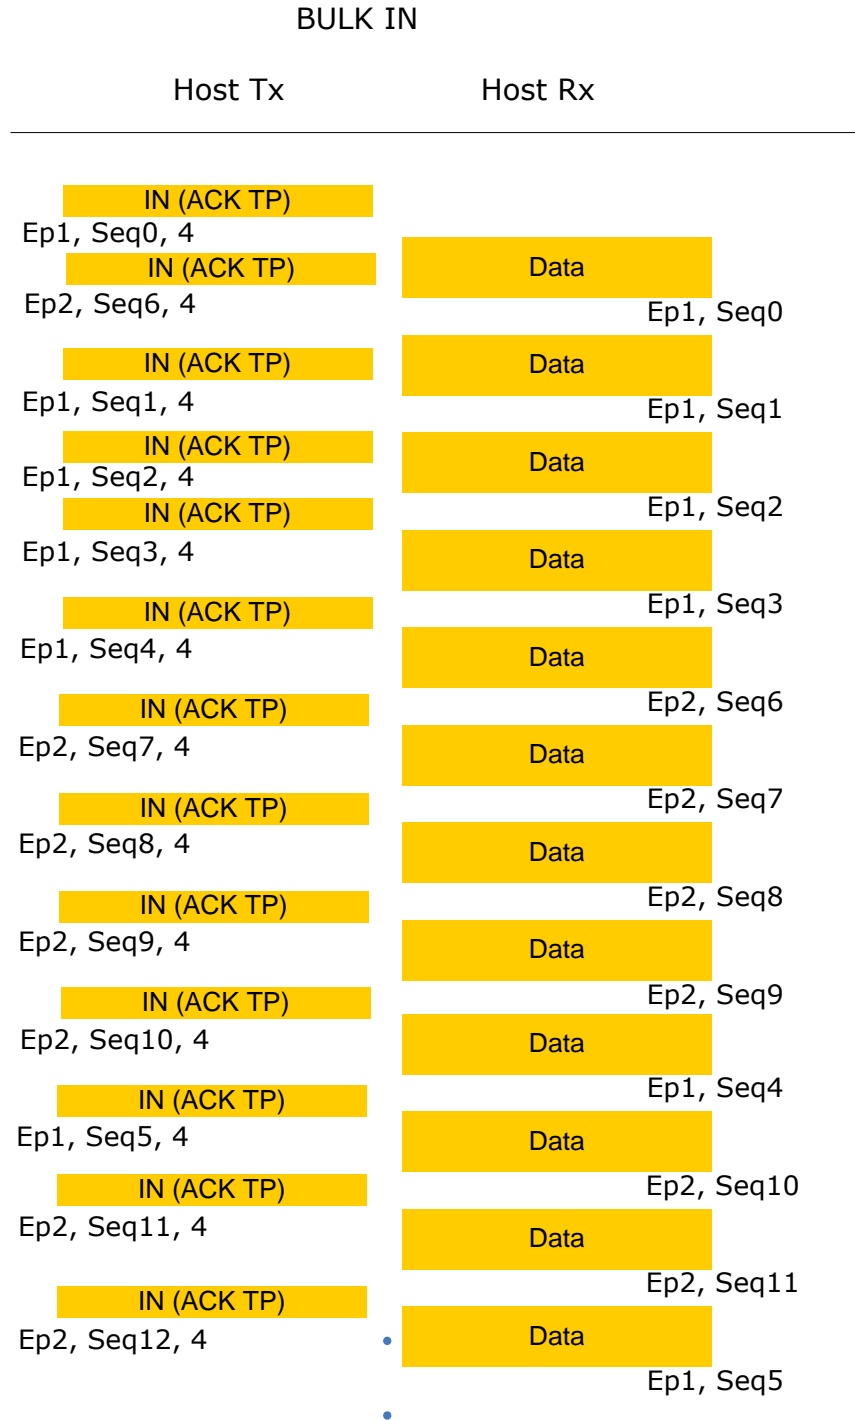 BULK IN
Host Tx
Host Rx
IN (ACK TP)
Ep1, Seq0, 4
IN (ACK TP)
Data
Ep2, Seq6, 4
Ep1, Seq0
IN (ACK TP)
Data
Ep1, Seq1, 4
Ep1, Seq1
IN (ACK TP)
Data
Ep1, Seq2, 4
Ep1, Seq2
IN (ACK TP)
Ep1, Seq3, 4
Data
Ep1, Seq3
IN (ACK TP)
Ep1, Seq4, 4
Data
Ep2, Seq6
IN (ACK TP)
Ep2, Seq7, 4
Data
Ep2, Seq7
IN (ACK TP)
Ep2, Seq8, 4
Data
Ep2, Seq8
IN (ACK TP)
Ep2, Seq9, 4
Data
Ep2, Seq9
IN (ACK TP)
Ep2, Seq10, 4
Data
Ep1, Seq4
IN (ACK TP)
Ep1, Seq5, 4
Data
Ep2, Seq10
IN (ACK TP)
Ep2, Seq11, 4
Data
Ep2, Seq11
IN (ACK TP)
Ep2, Seq12, 4
Data
Ep1, Seq5